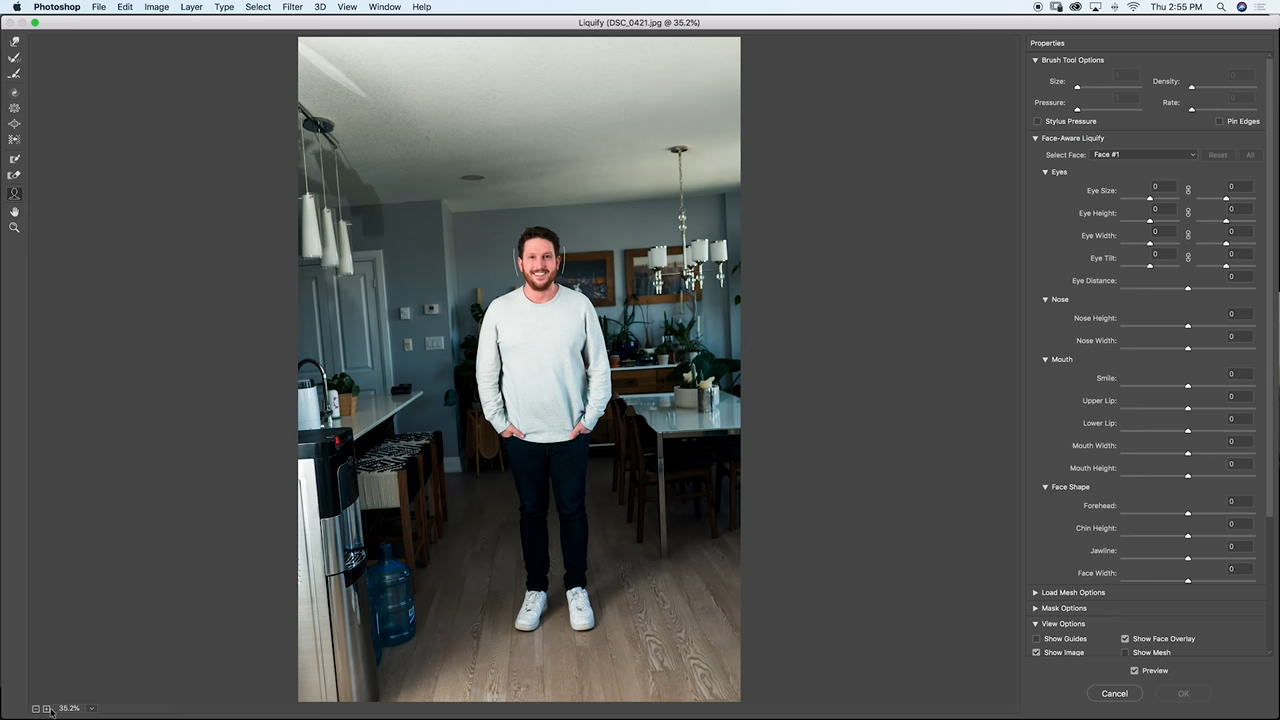 Photoshop File Edit Image Layer Type Select Filter 3D View Window Help Thu 2:55 PM
Liquify (DSC_0421.jpg @ 35.2%)
Properties
Brush Tool Options
Size: Density:
Pressure: Rate:
Stylus Pressure Pin Edges
Face-Aware Liquify
Select Face: Face #1 Reset All
Eyes
Eye Size: 0 0
Eye Height: 0 0
Eye Width: 0 0
Eye Tilt: 0 0
Eye Distance: 0
Nose
Nose Height: 0
Nose Width: 0
Mouth
Smile: 0
Upper Lip: 0
Lower Lip: 0
Mouth Width: 0
Mouth Height: 0
Face Shape
Forehead: 0
Chin Height: 0
Jawline: 0
Face Width: 0
Load Mesh Options
Mask Options
View Options
Show Guides Show Face Overlay
Show Image Show Mesh
Preview
Cancel OK
35.2%